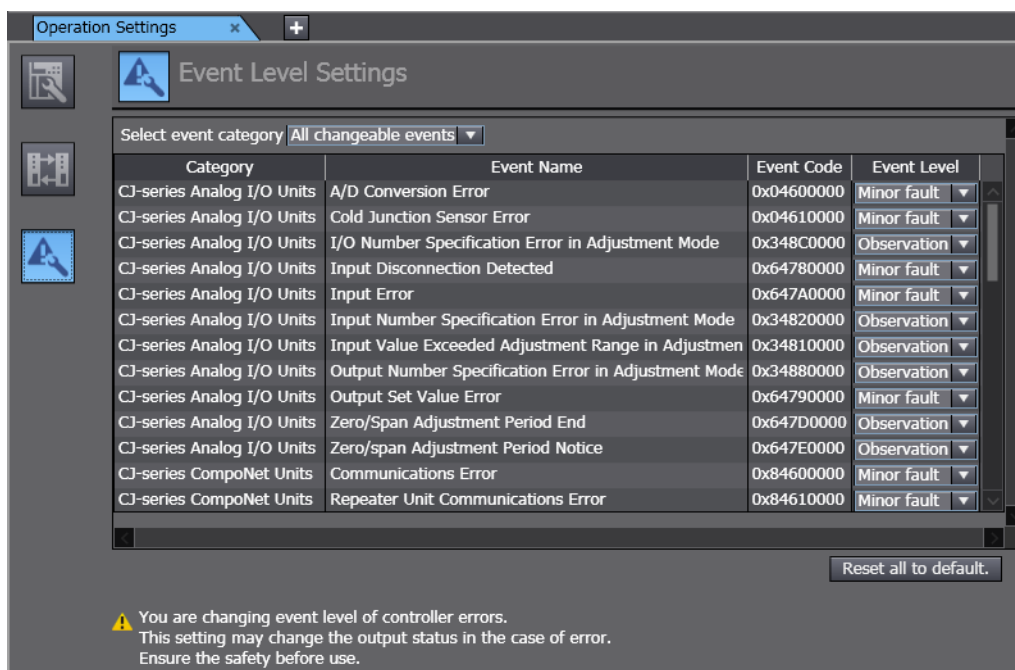 Operation Settings
Event Level Settings
Select event category All changeable events
Category Event Name Event Code Event Level
CJ-series Analog I/O Units A/D Conversion Error 0x04600000 Minor fault
CJ-series Analog I/O Units Cold Junction Sensor Error 0x04610000 Minor fault
CJ-series Analog I/O Units I/O Number Specification Error in Adjustment Mode 0x348C0000 Observation
CJ-series Analog I/O Units Input Disconnection Detected 0x64780000 Minor fault
CJ-series Analog I/O Units Input Error 0x647A0000 Minor fault
CJ-series Analog I/O Units Input Number Specification Error in Adjustment Mode 0x34820000 Observation
CJ-series Analog I/O Units Input Value Exceeded Adjustment Range in Adjustmen 0x34810000 Observation
CJ-series Analog I/O Units Output Number Specification Error in Adjustment Mode 0x34880000 Observation
CJ-series Analog I/O Units Output Set Value Error 0x64790000 Minor fault
CJ-series Analog I/O Units Zero/Span Adjustment Period End 0x647D0000 Observation
CJ-series Analog I/O Units Zero/span Adjustment Period Notice 0x647E0000 Observation
CJ-series CompoNet Units Communications Error 0x84600000 Minor fault
CJ-series CompoNet Units Repeater Unit Communications Error 0x84610000 Minor fault
Reset all to default.
You are changing event level of controller errors.
This setting may change the output status in the case of error.
Ensure the safety before use.